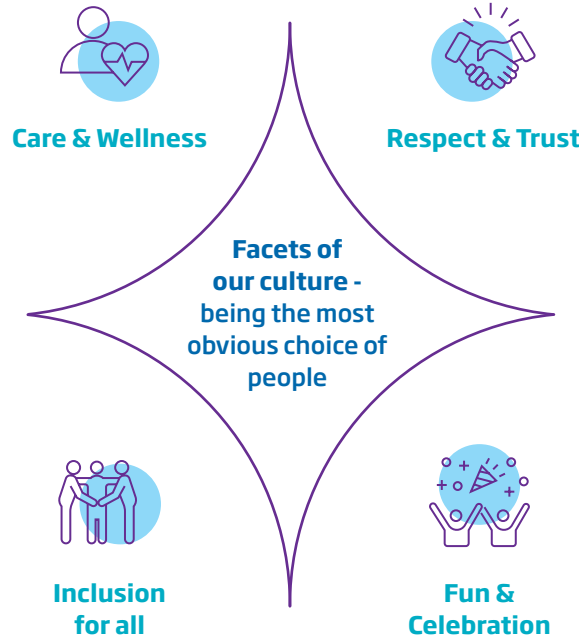 Care & Wellness
Respect & Trust
Facets of
our culture -
being the most
obvious choice of
people
Inclusion
for all
Fun &
Celebration